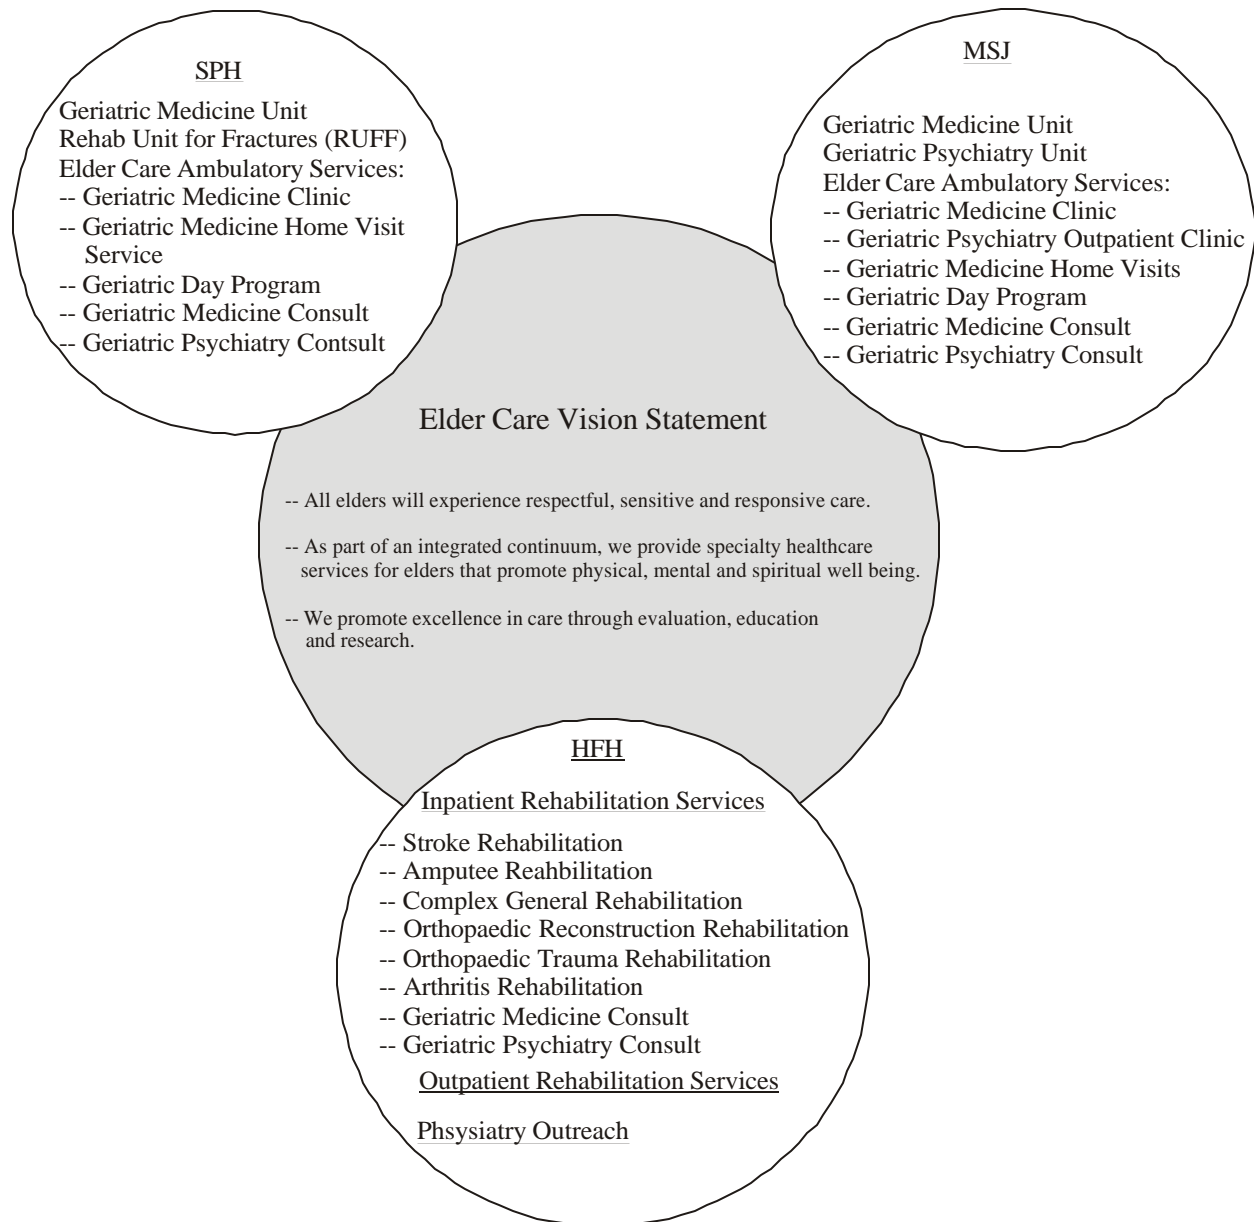 SPH
Geriatric Medicine Unit
Rehab Unit for Fractures (RUFF)
Elder Care Ambulatory Services:
-- Geriatric Medicine Clinic
-- Geriatric Medicine Home Visit
Service
-- Geriatric Day Program
-- Geriatric Medicine Consult
-- Geriatric Psychiatry Contsult
MSJ
Geriatric Medicine Unit
Geriatric Psychiatry Unit
Elder Care Ambulatory Services:
-- Geriatric Medicine Clinic
-- Geriatric Psychiatry Outpatient Clinic
-- Geriatric Medicine Home Visits
-- Geriatric Day Program
-- Geriatric Medicine Consult
-- Geriatric Psychiatry Consult
Elder Care Vision Statement
-- All elders will experience respectful, sensitive and responsive care.
-- As part of an integrated continuum, we provide specialty healthcare
services for elders that promote physical, mental and spiritual well being.
-- We promote excellence in care through evaluation, education
and research.
HFH
Inpatient Rehabilitation Services
-- Stroke Rehabilitation
-- Amputee Reahbilitation
-- Complex General Rehabilitation
-- Orthopaedic Reconstruction Rehabilitation
-- Orthopaedic Trauma Rehabilitation
-- Arthritis Rehabilitation
-- Geriatric Medicine Consult
-- Geriatric Psychiatry Consult
Outpatient Rehabilitation Services
Phsysiatry Outreach